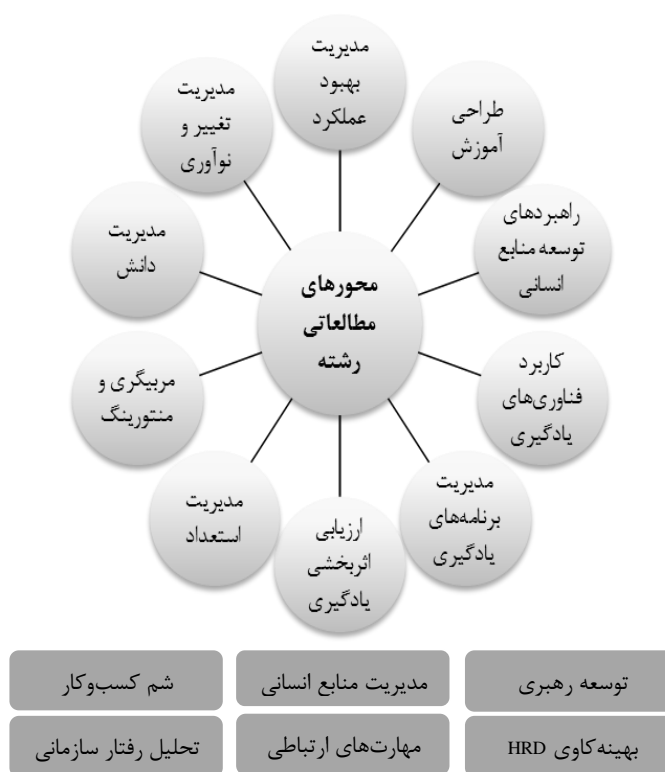 مدیریت
بهبود
عملکرد
طراحی
آموزش
راهبردهای
توسعه منابع
انسانی
کاربرد
فناوری‌های
یادگیری
مدیریت
برنامه‌های
یادگیری
ارزیابی
اثربخشی
یادگیری
مدیریت
استعداد
مربیگری و
منتورینگ
مدیریت
دانش
مدیریت
تغییر و
نوآوری
محورهای
مطالعاتی
رشته
توسعه رهبری
مدیریت منابع انسانی
شم کسب‌وکار
بهینه‌کاوی HRD
مهارت‌های ارتباطی
تحلیل رفتار سازمانی